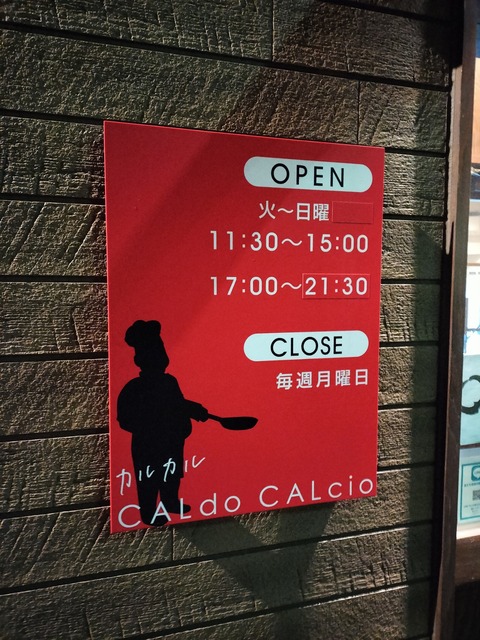 OPEN
火〜日曜
11:30〜15:00
17:00〜21:30
CLOSE
毎週月曜日
カルカル
CALdo CALcio